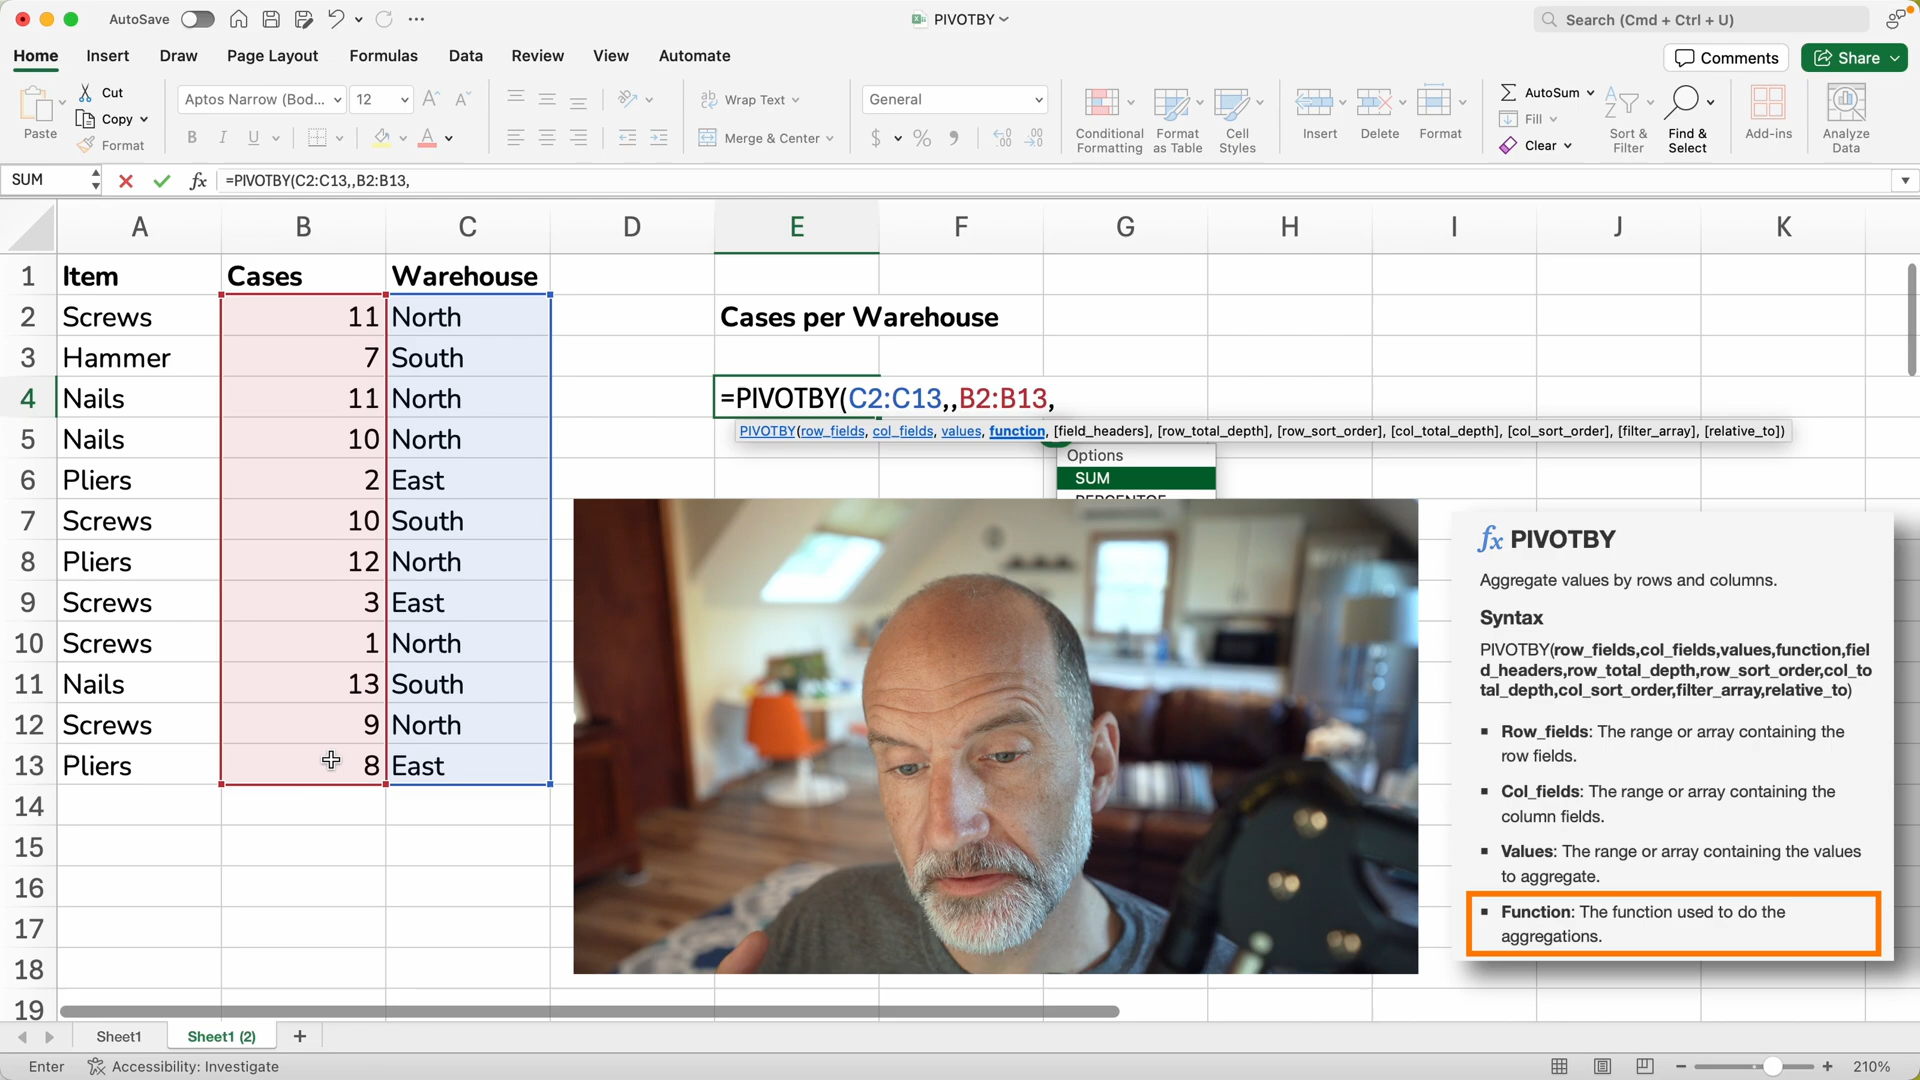 AutoSave
PIVOTBY
Search (Cmd + Ctrl + U)
Home Insert Draw Page Layout Formulas Data Review View Automate
Comments
Share
Paste
Cut
Copy
Format
Aptos Narrow (Bod...
12
B I U
Wrap Text
Merge & Center
General
$ %
Conditional
Formatting
Format
as Table
Cell
Styles
Insert
Delete
Format
AutoSum
Fill
Clear
Sort &
Filter
Find &
Select
Add-ins
Analyze
Data
SUM
fx
=PIVOTBY(C2:C13,,B2:B13,
A B C D E F G H I J K
1 Item Cases Warehouse
2 Screws 11 North Cases per Warehouse
3 Hammer 7 South
4 Nails 11 North =PIVOTBY(C2:C13,,B2:B13,
PIVOTBY(row_fields, col_fields, values, function, [field_headers], [row_total_depth], [row_sort_order], [col_total_depth], [col_sort_order], [filter_array], [relative_to])
5 Nails 10 North
Options
6 Pliers 2 East
SUM
PERCENTOF
7 Screws 10 South
8 Pliers 12 North
9 Screws 3 East
10 Screws 1 North
11 Nails 13 South
12 Screws 9 North
13 Pliers 8 East
14
15
16
17
18
19
fx PIVOTBY
Aggregate values by rows and columns.
Syntax
PIVOTBY(row_fields,col_fields,values,function,fiel
d_headers,row_total_depth,row_sort_order,col_to
tal_depth,col_sort_order,filter_array,relative_to)
▪ Row_fields: The range or array containing the
row fields.
▪ Col_fields: The range or array containing the
column fields.
▪ Values: The range or array containing the values
to aggregate.
▪ Function: The function used to do the
aggregations.
Sheet1 Sheet1 (2) +
Enter Accessibility: Investigate
210%